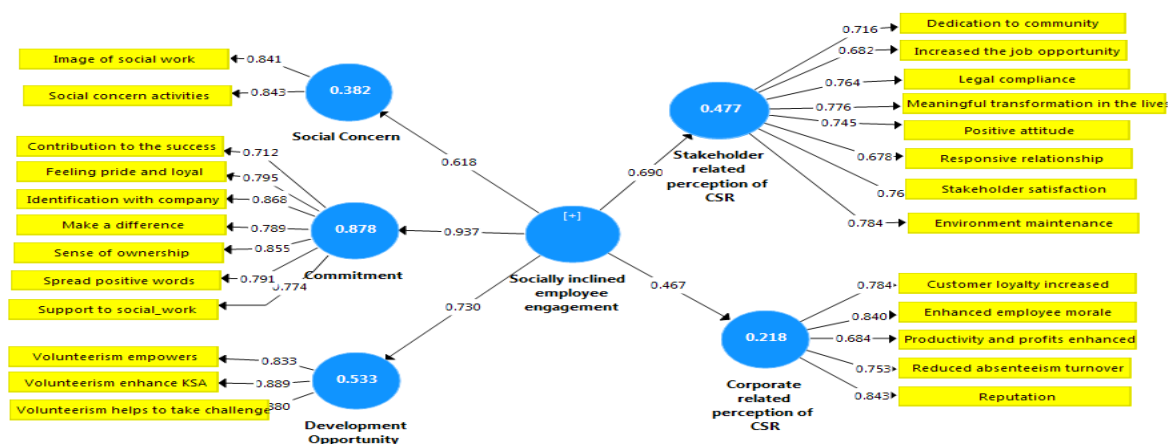 Image of social work
0.841
Social concern activities
0.843
0.382
Social Concern
0.618
Contribution to the success
0.712
Feeling pride and loyal
0.795
Identification with company
0.868
Make a difference
0.789
Sense of ownership
0.855
Spread positive words
0.791
Support to social_work
0.774
0.878
Commitment
0.937
Volunteerism empowers
0.833
Volunteerism enhance KSA
0.889
Volunteerism helps to take challenge
0.533
Development
Opportunity
0.730
[+]
Socially inclined
employee
engagement
0.690
0.477
Stakeholder
related
perception of
CSR
0.716
Dedication to community
0.682
Increased the job opportunity
0.764
Legal compliance
0.776
Meaningful transformation in the lives
0.745
Positive attitude
0.678
Responsive relationship
0.76
Stakeholder satisfaction
0.784
Environment maintenance
0.467
0.218
Corporate
related
perception of
CSR
0.784
Customer loyalty increased
0.840
Enhanced employee morale
0.684
Productivity and profits enhanced
0.753
Reduced absenteeism turnover
0.843
Reputation